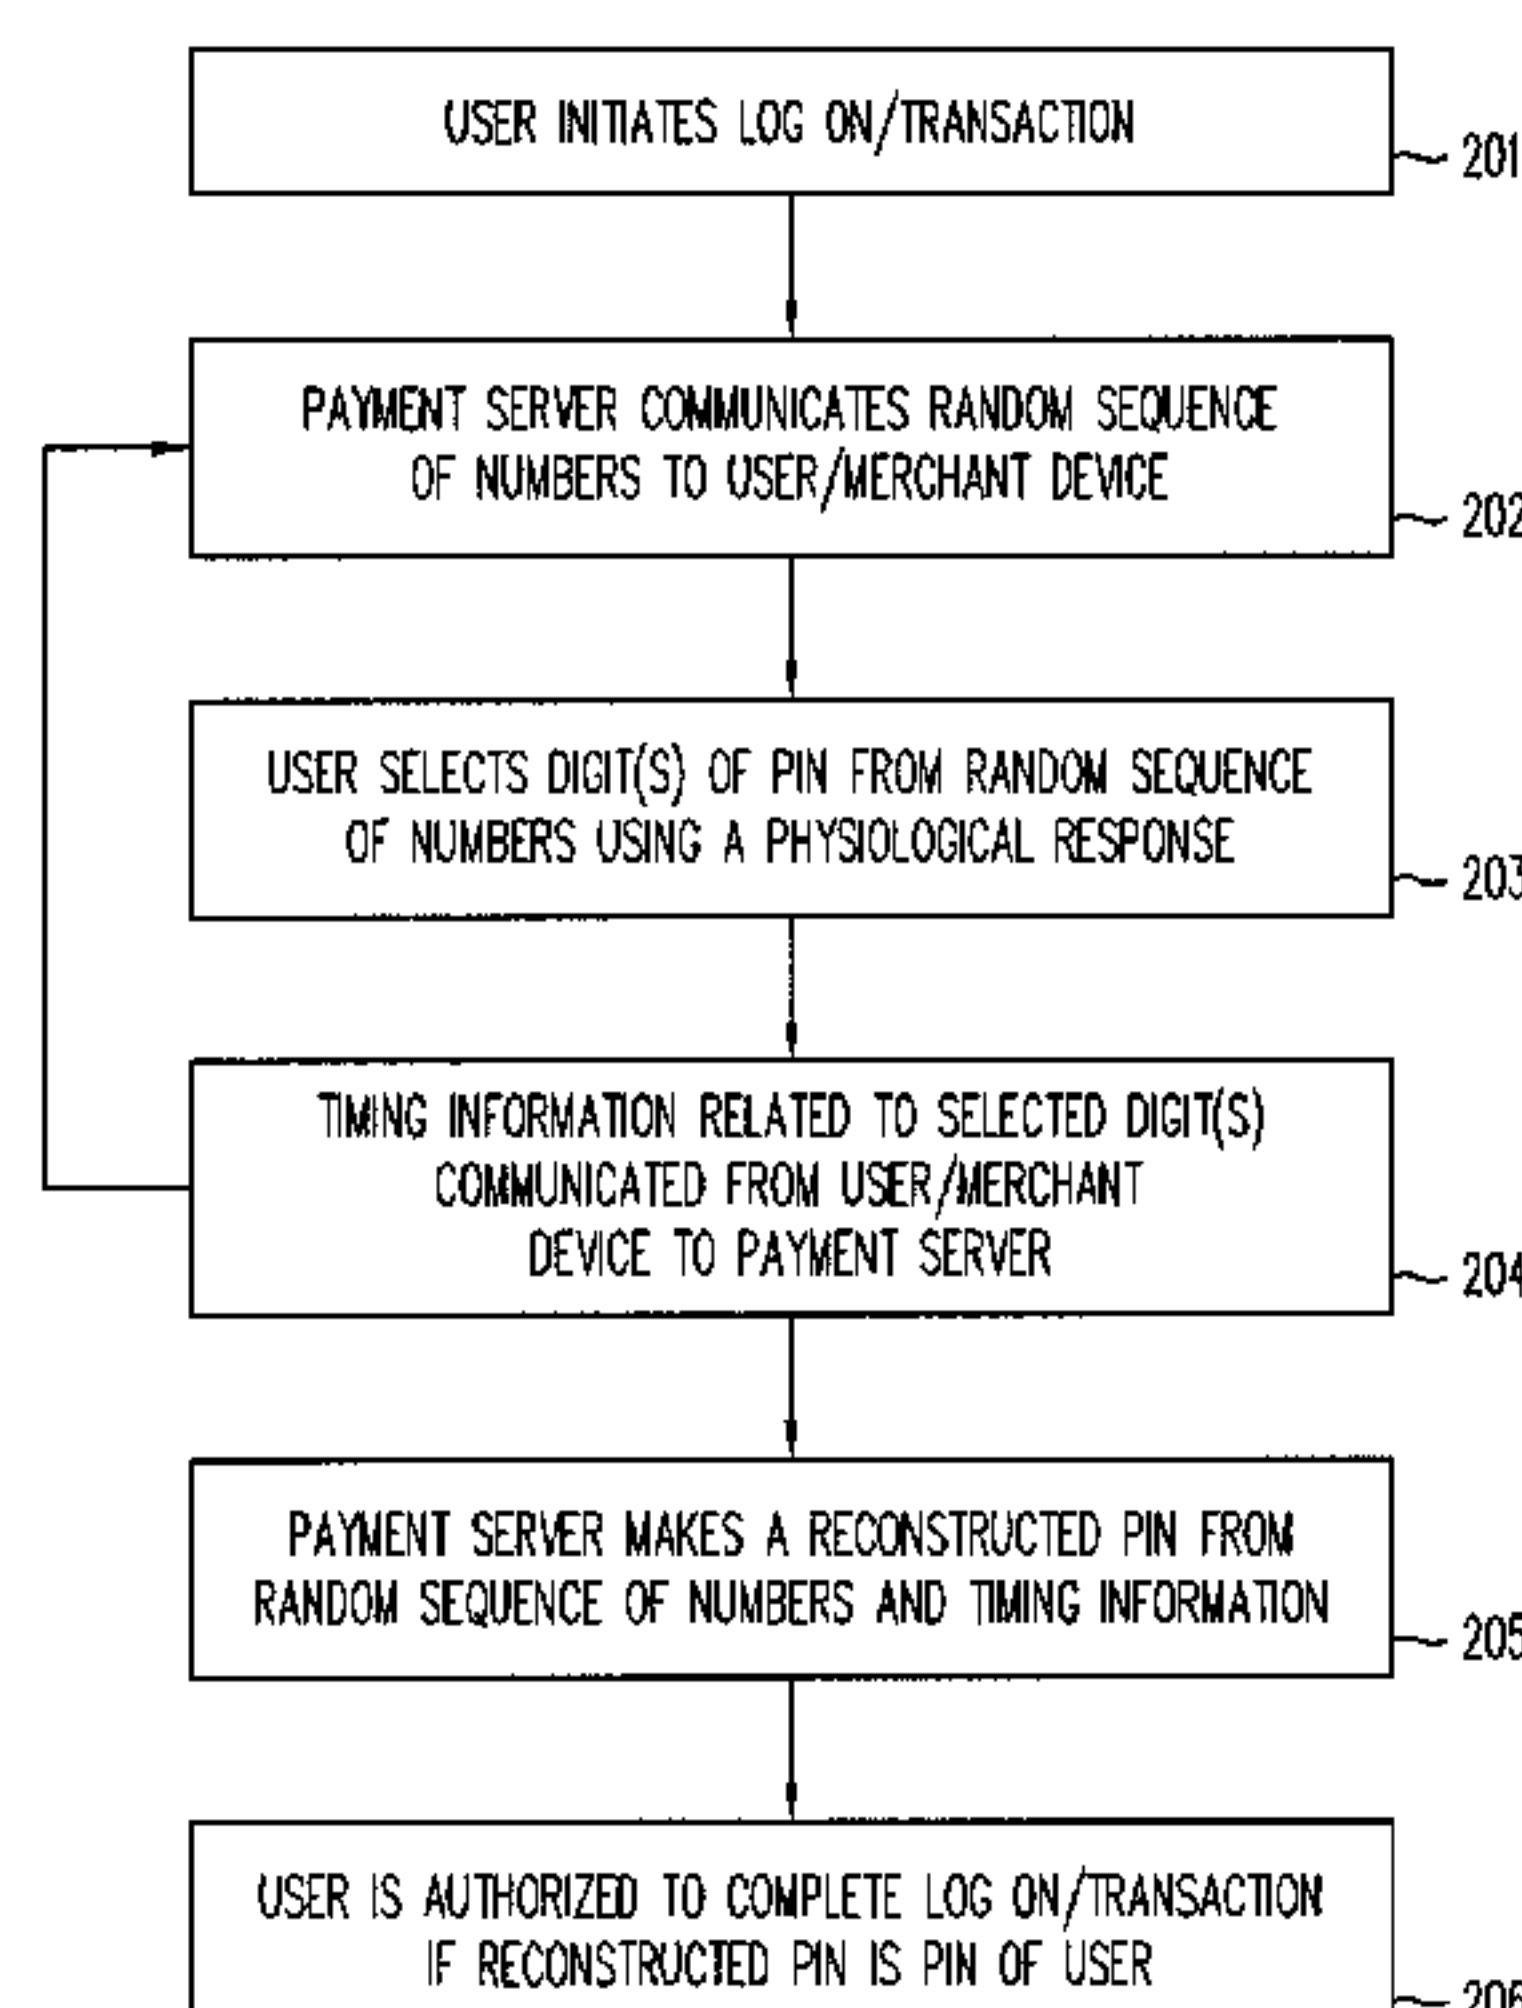 USER INITIATES LOG ON/TRANSACTION
201
PAYMENT SERVER COMMUNICATES RANDOM SEQUENCE
OF NUMBERS TO USER/MERCHANT DEVICE
202
USER SELECTS DIGIT(S) OF PIN FROM RANDOM SEQUENCE
OF NUMBERS USING A PHYSIOLOGICAL RESPONSE
203
TIMING INFORMATION RELATED TO SELECTED DIGIT(S)
COMMUNICATED FROM USER/MERCHANT
DEVICE TO PAYMENT SERVER
204
PAYMENT SERVER MAKES A RECONSTRUCTED PIN FROM
RANDOM SEQUENCE OF NUMBERS AND TIMING INFORMATION
205
USER IS AUTHORIZED TO COMPLETE LOG ON/TRANSACTION
IF RECONSTRUCTED PIN IS PIN OF USER
206